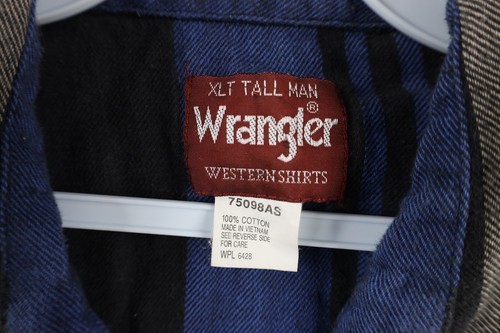 XLT TALL MAN
Wrangler®
WESTERN SHIRTS
75098AS
100% COTTON
MADE IN VIETNAM
SEE REVERSE SIDE
FOR CARE
WPL 6428